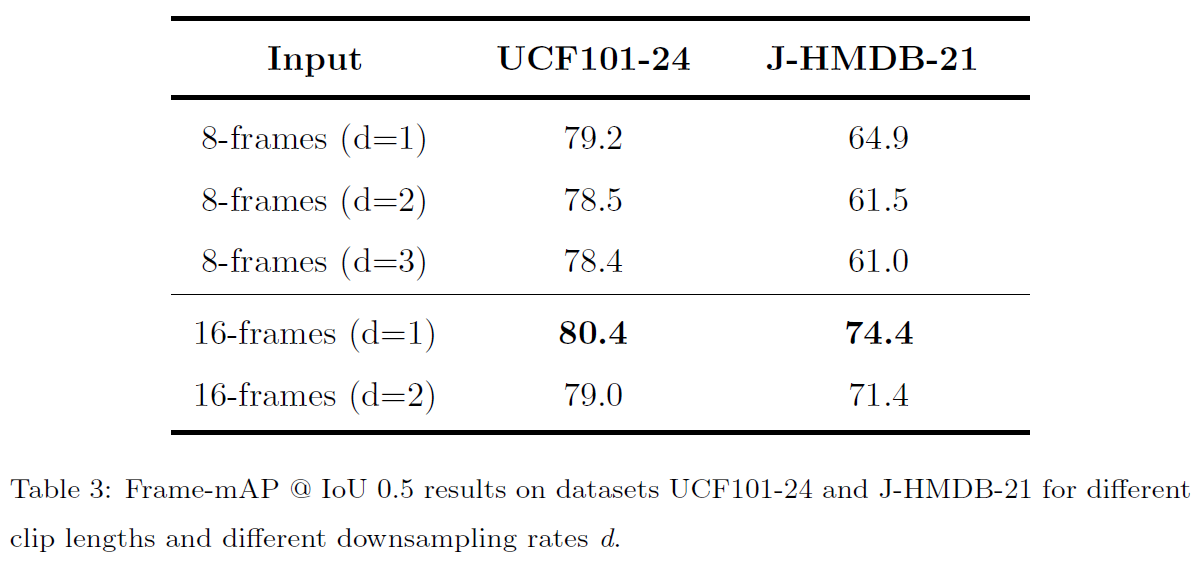 Input UCF101-24 J-HMDB-21
8-frames (d=1) 79.2 64.9
8-frames (d=2) 78.5 61.5
8-frames (d=3) 78.4 61.0
16-frames (d=1) 80.4 74.4
16-frames (d=2) 79.0 71.4
Table 3: Frame-mAP @ IoU 0.5 results on datasets UCF101-24 and J-HMDB-21 for different
clip lengths and different downsampling rates d.